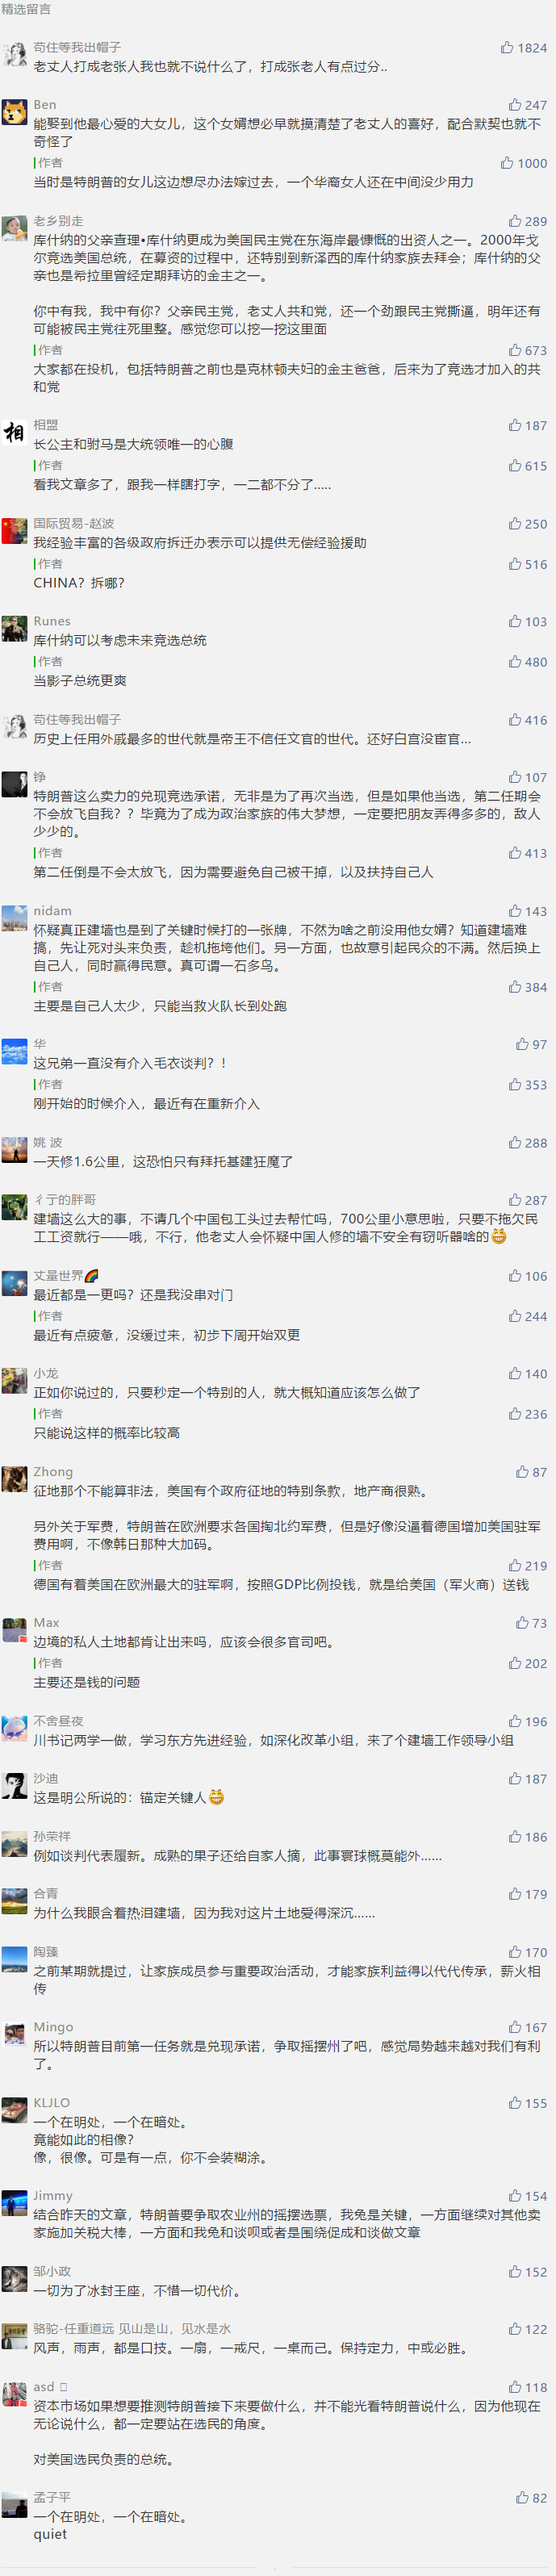 精选留言
苟住等我出帽子 1824
老丈人打成老张人我也就不说什么了，打成张老人有点过分..
Ben 247
能娶到他最心爱的大女儿，这个女婿想必早就摸清楚了老丈人的喜好，配合默契也就不
奇怪了
作者 1000
当时是特朗普的女儿这边想尽办法嫁过去，一个华裔女人还在中间没少用力
老乡别走 289
库什纳的父亲查理•库什纳更成为美国民主党在东海岸最慷慨的出资人之一。2000年戈
尔竞选美国总统，在募资的过程中，还特别到新泽西的库什纳家族去拜会；库什纳的父
亲也是希拉里曾经定期拜访的金主之一。
你中有我，我中有你？父亲民主党，老丈人共和党，还一个劲跟民主党撕逼，明年还有
可能被民主党往死里整。感觉您可以挖一挖这里面
作者 673
大家都在投机，包括特朗普之前也是克林顿夫妇的金主爸爸，后来为了竞选才加入的共
和党
相盟 187
长公主和驸马是大统领唯一的心腹
作者 615
看我文章多了，跟我一样瞎打字，一二都不分了.....
国际贸易-赵波 250
我经验丰富的各级政府拆迁办表示可以提供无偿经验援助
作者 516
CHINA？拆哪？
Runes 103
库什纳可以考虑未来竞选总统
作者 480
当影子总统更爽
苟住等我出帽子 416
历史上任用外戚最多的世代就是帝王不信任文官的世代。还好白宫没宦官...
铮 107
特朗普这么卖力的兑现竞选承诺，无非是为了再次当选，但是如果他当选，第二任期会
不会放飞自我？？毕竟为了成为政治家族的伟大梦想，一定要把朋友弄得多多的，敌人
少少的。
作者 413
第二任倒是不会太放飞，因为需要避免自己被干掉，以及扶持自己人
nidam 143
怀疑真正建墙也是到了关键时候打的一张牌，不然为啥之前没用他女婿？知道建墙难
搞，先让死对头来负责，趁机拖垮他们。另一方面，也故意引起民众的不满。然后换上
自己人，同时赢得民意。真可谓一石多鸟。
作者 384
主要是自己人太少，只能当救火队长到处跑
华 97
这兄弟一直没有介入毛衣谈判？！
作者 353
刚开始的时候介入，最近有在重新介入
姚 波 288
一天修1.6公里，这恐怕只有拜托基建狂魔了
彳亍的胖哥 287
建墙这么大的事，不请几个中国包工头过去帮忙吗，700公里小意思啦，只要不拖欠民
工工资就行——哦，不行，他老丈人会怀疑中国人修的墙不安全有窃听器啥的😁
丈量世界🌈 106
最近都是一更吗？还是我没串对门
作者 244
最近有点疲惫，没缓过来，初步下周开始双更
小龙 140
正如你说过的，只要秒定一个特别的人，就大概知道应该怎么做了
作者 236
只能说这样的概率比较高
Zhong 87
征地那个不能算非法，美国有个政府征地的特别条款，地产商很熟。
另外关于军费，特朗普在欧洲要求各国掏北约军费，但是好像没逼着德国增加美国驻军
费用啊，不像韩日那种大加码。
作者 219
德国有着美国在欧洲最大的驻军啊，按照GDP比例投钱，就是给美国（军火商）送钱
Max 73
边境的私人土地都肯让出来吗，应该会很多官司吧。
作者 202
主要还是钱的问题
不舍昼夜 196
川书记两学一做，学习东方先进经验，如深化改革小组，来了个建墙工作领导小组
沙迪 187
这是明公所说的：锚定关键人😁
孙荣祥 186
例如谈判代表履新。成熟的果子还给自家人摘，此事寰球概莫能外......
合青 179
为什么我眼含着热泪建墙，因为我对这片土地爱得深沉......
陶臻 170
之前某期就提过，让家族成员参与重要政治活动，才能家族利益得以代代传承，薪火相
传
Mingo 167
所以特朗普目前第一任务就是兑现承诺，争取摇摆州了吧，感觉局势越来越对我们有利
了。
KLJLO 155
一个在明处，一个在暗处。
竟能如此的相像？
像，很像。可是有一点，你不会装糊涂。
Jimmy 154
结合昨天的文章，特朗普要争取农业州的摇摆选票，我兔是关键，一方面继续对其他卖
家施加关税大棒，一方面和我兔和谈呗或者是围绕促成和谈做文章
邹小政 152
一切为了冰封王座，不惜一切代价。
骆驼-任重道远 见山是山，见水是水 122
风声，雨声，都是口技。一扇，一戒尺，一桌而已。保持定力，中或必胜。
asd 118
资本市场如果想要推测特朗普接下来要做什么，并不能光看特朗普说什么，因为他现在
无论说什么，都一定要站在选民的角度。
对美国选民负责的总统。
孟子平 82
一个在明处，一个在暗处。
quiet